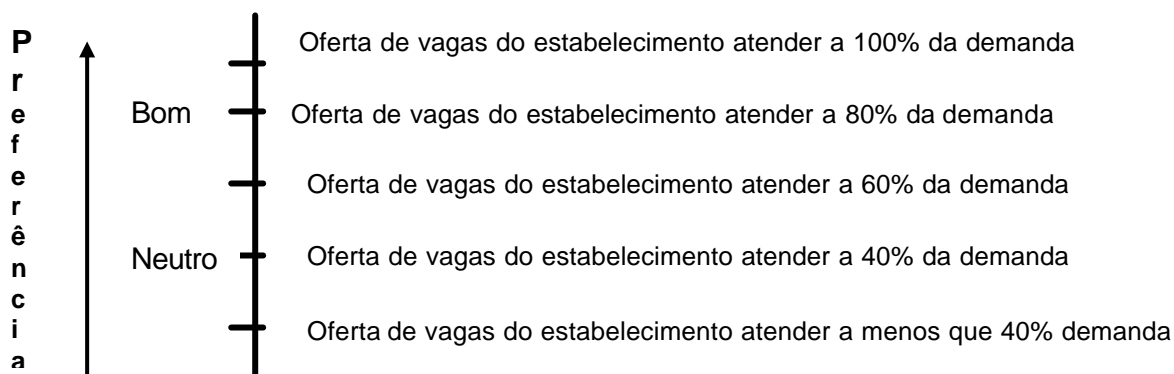 Preferência
Oferta de vagas do estabelecimento atender a 100% da demanda
Bom Oferta de vagas do estabelecimento atender a 80% da demanda
Oferta de vagas do estabelecimento atender a 60% da demanda
Neutro Oferta de vagas do estabelecimento atender a 40% da demanda
Oferta de vagas do estabelecimento atender a menos que 40% demanda